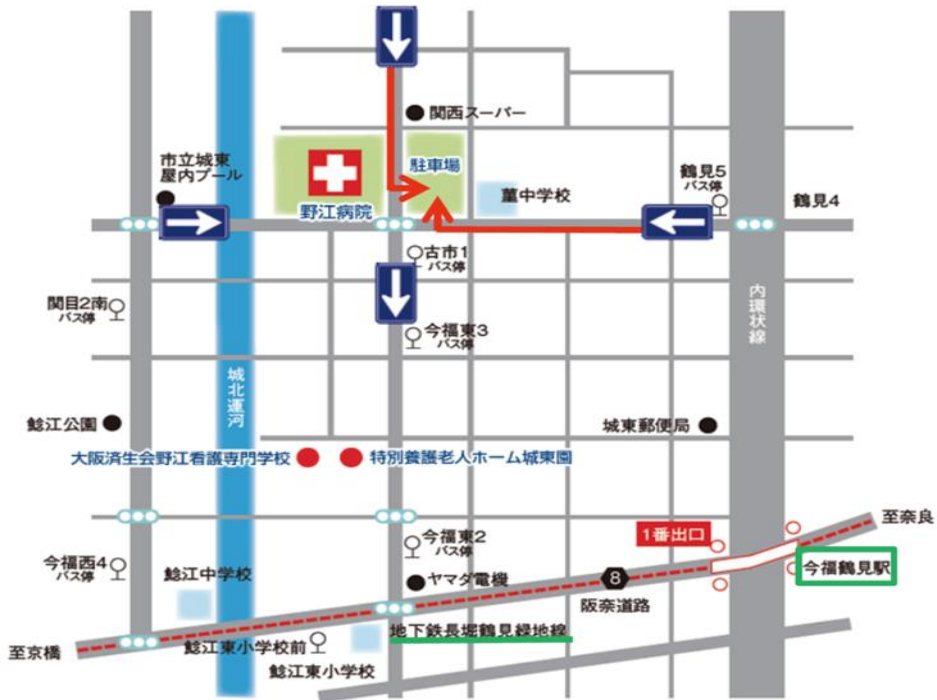 関西スーパー
市立城東
屋内プール
駐車場
鶴見5
バス停
菫中学校
鶴見4
野江病院
古市1
バス停
関目2南
バス停
内環状線
今福東3
バス停
城北運河
鯰江公園
城東郵便局
大阪済生会野江看護専門学校
特別養護老人ホーム城東園
至奈良
1番出口
今福東2
バス停
今福西4
バス停
鯰江中学校
ヤマダ電機
8
今福鶴見駅
阪奈道路
地下鉄長堀鶴見緑地線
至京橋
鯰江東小学校前
鯰江東小学校